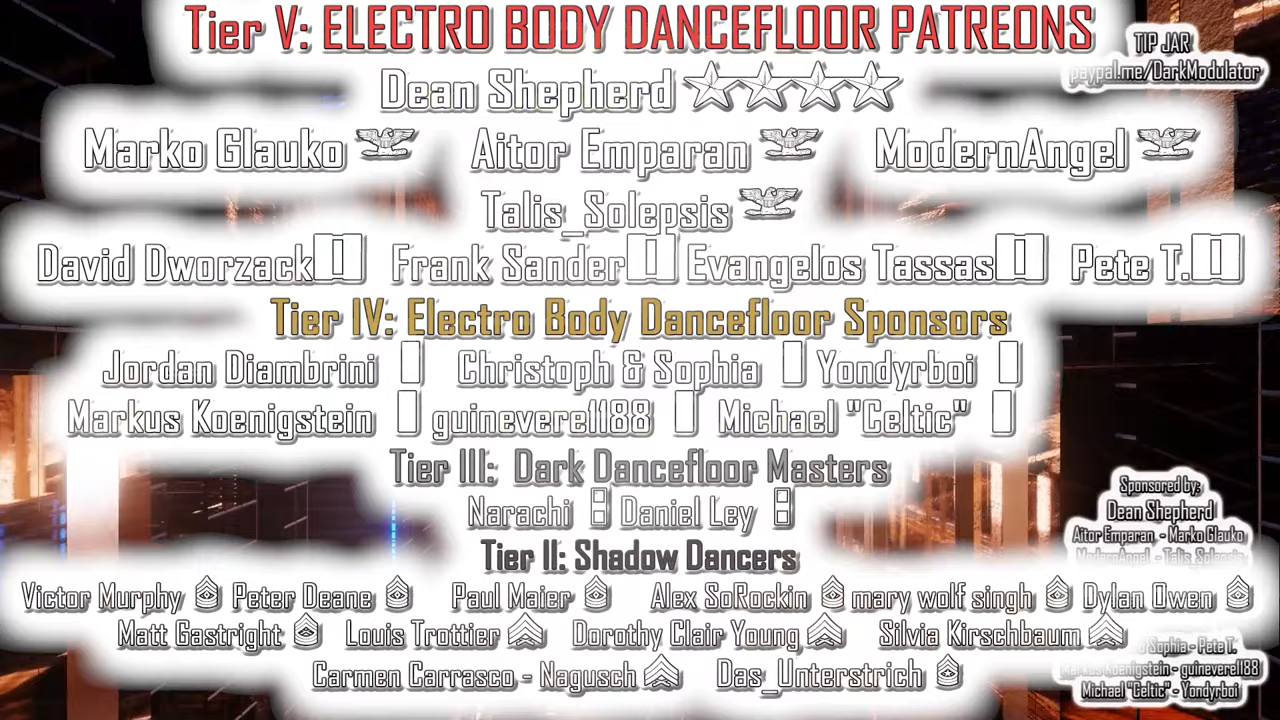 Tier V: ELECTRO BODY DANCEFLOOR PATREONS
TIP JAR
paypal.me/DarkModulator
Dean Shepherd
Marko Glauko Aitor Emparan ModernAngel
Talis_Solepsis
David Dworzack Frank Sander Evangelos Tassas Pete T.
Tier IV: Electro Body Dancefloor Sponsors
Jordan Diambrini Christoph & Sophia Yondyrboi
Markus Koenigstein guinevere1188 Michael "Celtic"
Tier III: Dark Dancefloor Masters
Narachi Daniel Ley
Tier II: Shadow Dancers
Victor Murphy Peter Deane Paul Maier Alex SoRockin mary wolf singh Dylan Owen
Matt Gastright Louis Trottier Dorothy Clair Young Silvia Kirschbaum
Carmen Carrasco - Nagusch Das_Unterstrich
Sponsored by:
Dean Shepherd
Aitor Emparan - Marko Glauko
ModernAngel - Talis_Solepsis
Sophia - Pete T.
Markus Koenigstein - guinevere1188
Michael "Celtic" - Yondyrboi